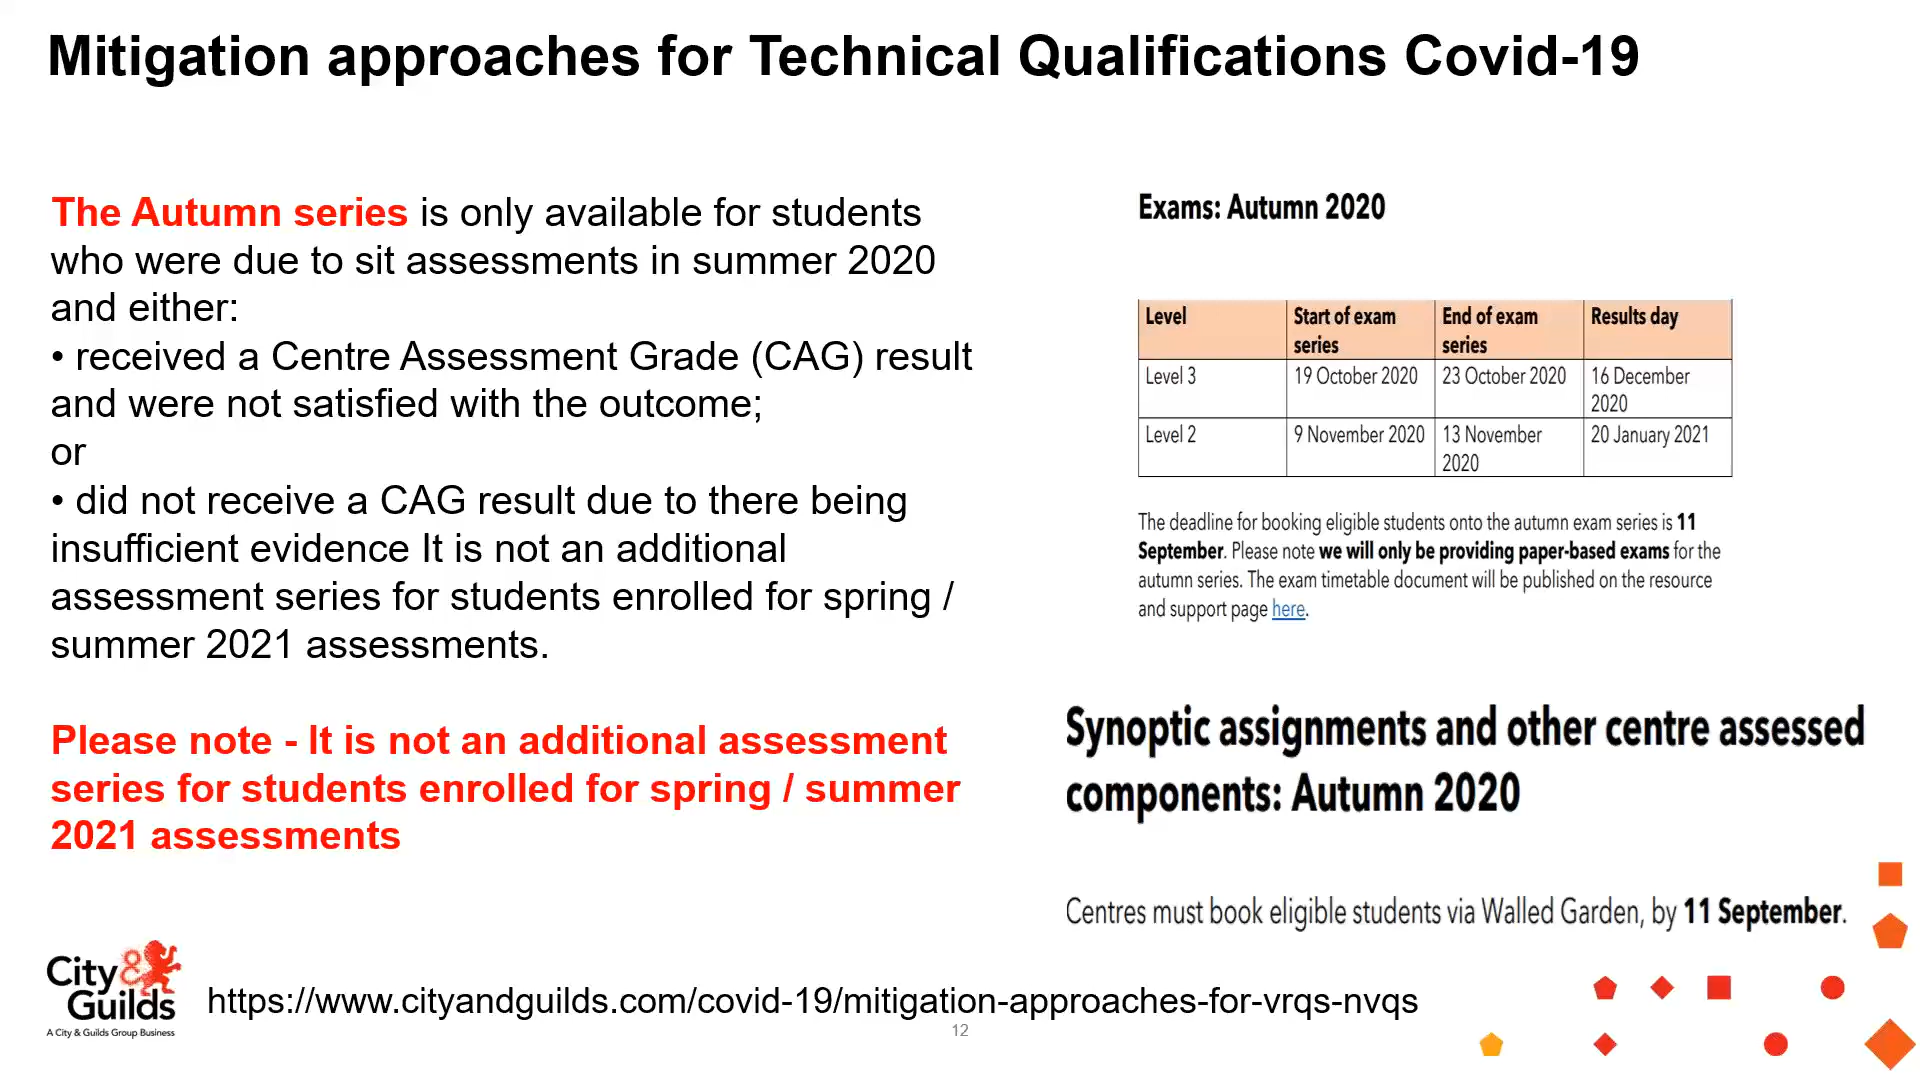 Mitigation approaches for Technical Qualifications Covid-19
The Autumn series is only available for students
who were due to sit assessments in summer 2020
and either:
• received a Centre Assessment Grade (CAG) result
and were not satisfied with the outcome;
or
• did not receive a CAG result due to there being
insufficient evidence It is not an additional
assessment series for students enrolled for spring /
summer 2021 assessments.
Please note - It is not an additional assessment
series for students enrolled for spring / summer
2021 assessments
Exams: Autumn 2020
Level
Start of exam
series
End of exam
series
Results day
Level 3
19 October 2020
23 October 2020
16 December
2020
Level 2
9 November 2020
13 November
2020
20 January 2021
The deadline for booking eligible students onto the autumn exam series is 11
September. Please note we will only be providing paper-based exams for the
autumn series. The exam timetable document will be published on the resource
and support page here.
Synoptic assignments and other centre assessed
components: Autumn 2020
Centres must book eligible students via Walled Garden, by 11 September.
City &
Guilds
A City & Guilds Group Business
https://www.cityandguilds.com/covid-19/mitigation-approaches-for-vrqs-nvqs
12